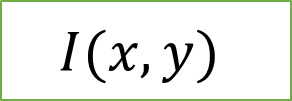 I(x, y)